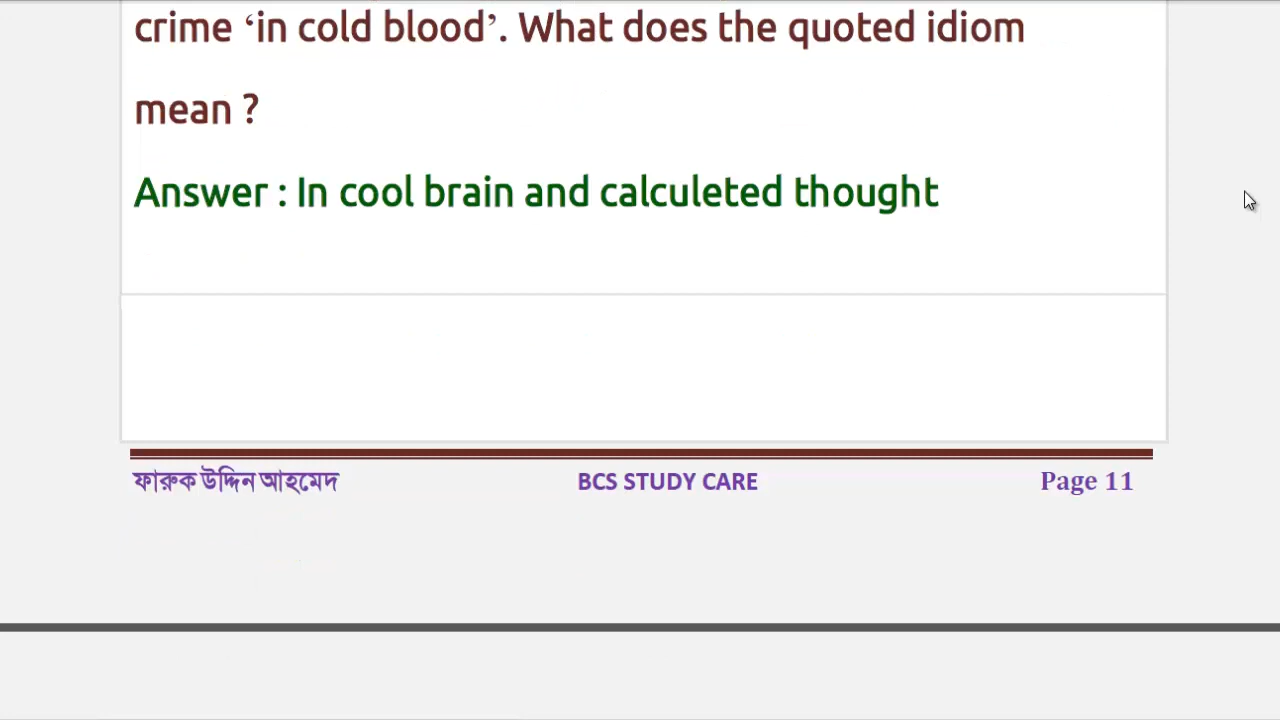 crime ‘in cold blood’. What does the quoted idiom
mean ?
Answer : In cool brain and calculeted thought
ফারুক উদ্দিন আহমেদ BCS STUDY CARE Page 11